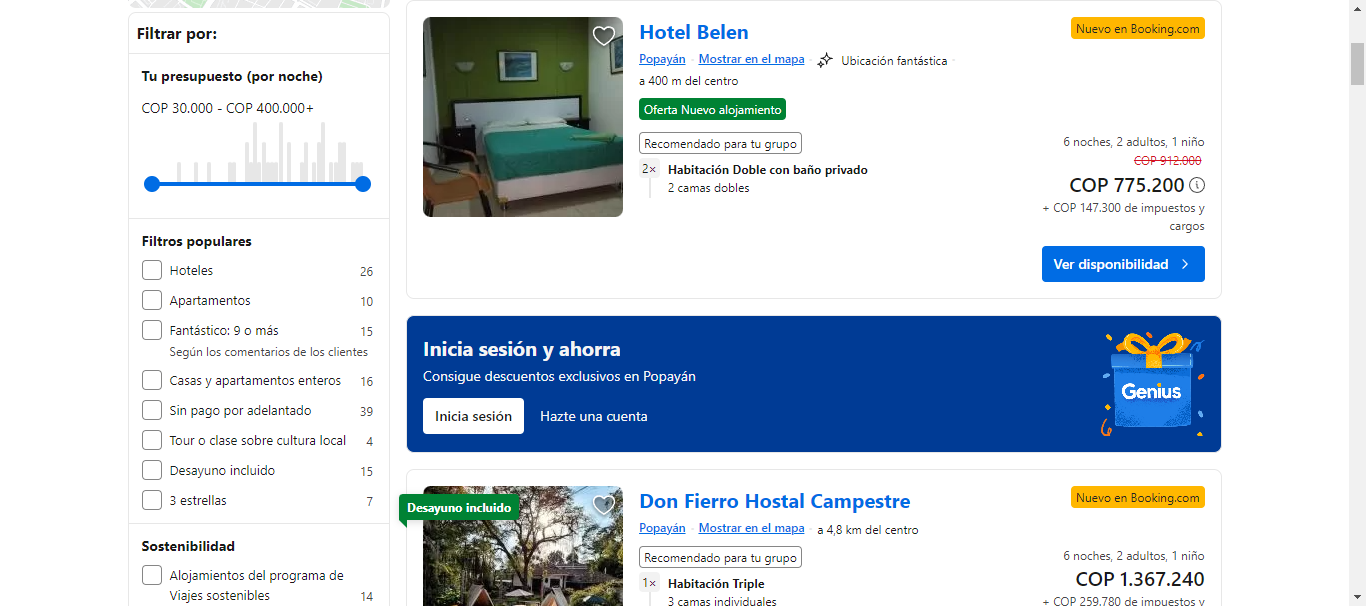 Filtrar por:
Tu presupuesto (por noche)
COP 30.000 - COP 400.000+
Filtros populares
Hoteles 26
Apartamentos 10
Fantástico: 9 o más 15
Según los comentarios de los clientes
Casas y apartamentos enteros 16
Sin pago por adelantado 39
Tour o clase sobre cultura local 4
Desayuno incluido 15
3 estrellas 7
Sostenibilidad
Alojamientos del programa de
Viajes sostenibles 14
Hotel Belen
Nuevo en Booking.com
Popayán · Mostrar en el mapa · Ubicación fantástica ·
a 400 m del centro
Oferta Nuevo alojamiento
Recomendado para tu grupo
2× Habitación Doble con baño privado
2 camas dobles
6 noches, 2 adultos, 1 niño
COP 912.000
COP 775.200
+ COP 147.300 de impuestos y
cargos
Ver disponibilidad
Inicia sesión y ahorra
Consigue descuentos exclusivos en Popayán
Inicia sesión Hazte una cuenta
Genius
Desayuno incluido
Don Fierro Hostal Campestre
Nuevo en Booking.com
Popayán · Mostrar en el mapa · a 4,8 km del centro
Recomendado para tu grupo
1× Habitación Triple
3 camas individuales
6 noches, 2 adultos, 1 niño
COP 1.367.240
+ COP 259.780 de impuestos y